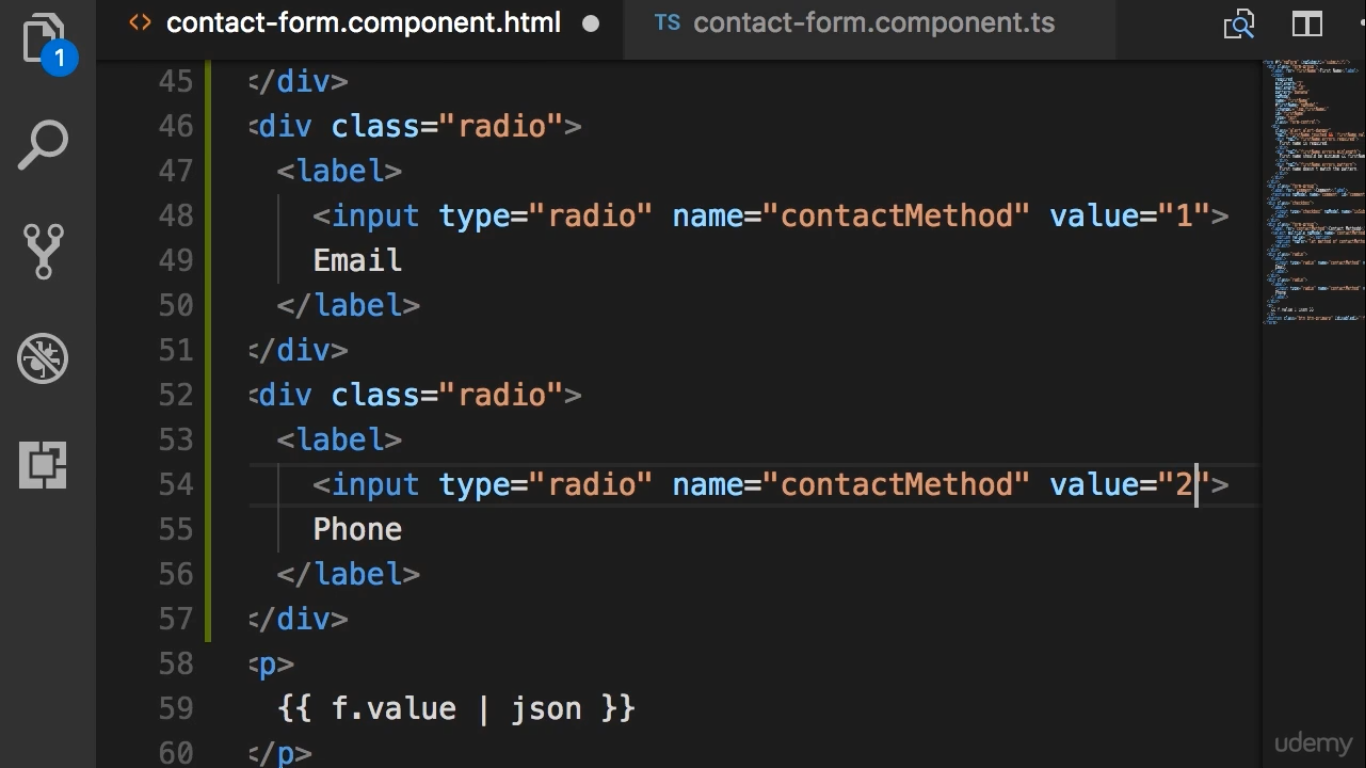 <> contact-form.component.html
TS contact-form.component.ts
1
45 </div>
46 <div class="radio">
47 <label>
48 <input type="radio" name="contactMethod" value="1">
49 Email
50 </label>
51 </div>
52 <div class="radio">
53 <label>
54 <input type="radio" name="contactMethod" value="2">
55 Phone
56 </label>
57 </div>
58 <p>
59 {{ f.value | json }}
60 </p>
udemy